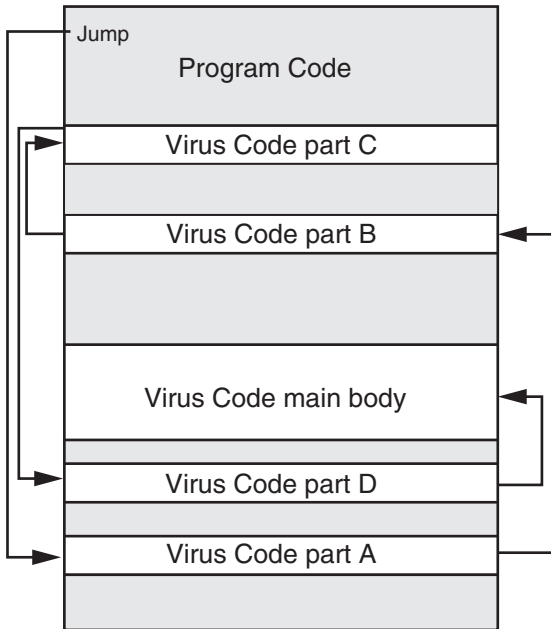 Jump
Program Code
Virus Code part C
Virus Code part B
Virus Code main body
Virus Code part D
Virus Code part A